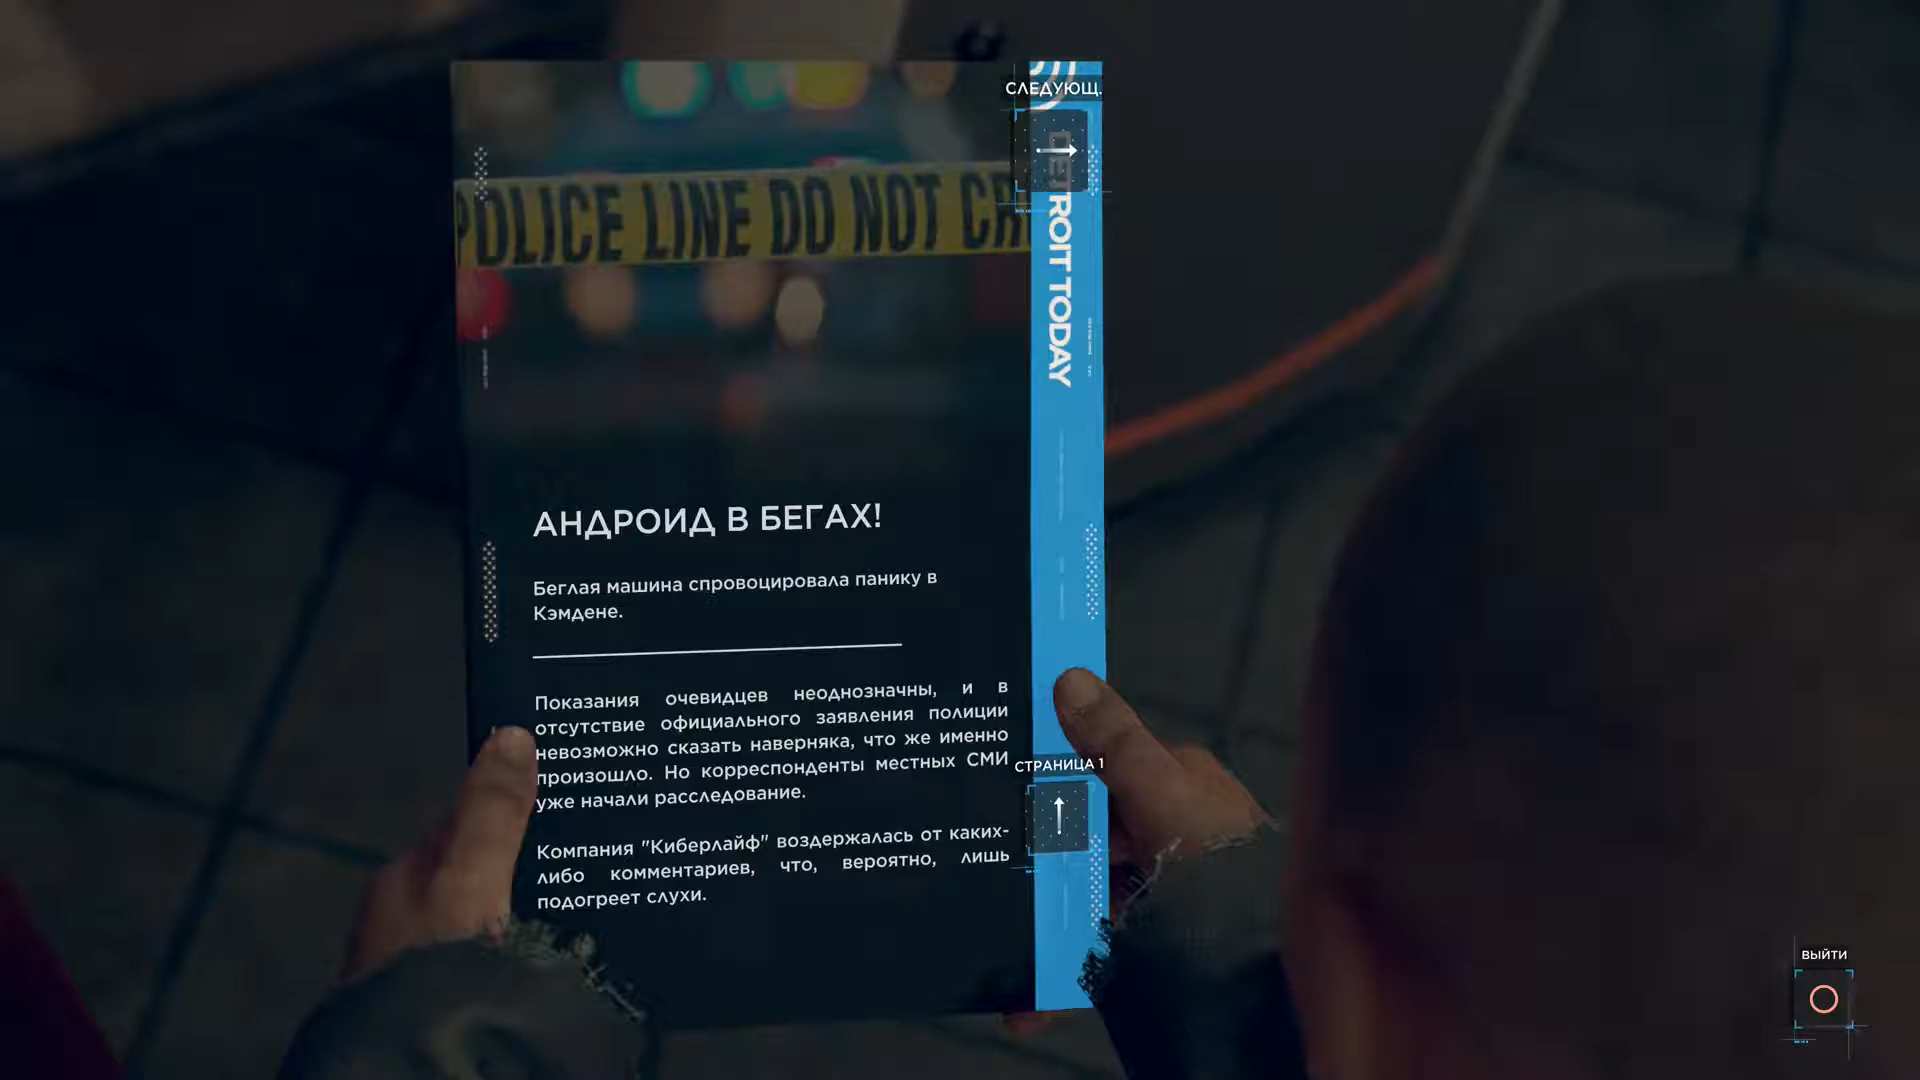 СЛЕДУЮЩ.
DETROIT TODAY
POLICE LINE DO NOT CR
АНДРОИД В БЕГАХ!
Беглая машина спровоцировала панику в
Кэмдене.
Показания очевидцев неоднозначны, и в
отсутствие официального заявления полиции
невозможно сказать наверняка, что же именно
произошло. Но корреспонденты местных СМИ
уже начали расследование.
Компания "Киберлайф" воздержалась от каких-
либо комментариев, что, вероятно, лишь
подогреет слухи.
СТРАНИЦА 1
ВЫЙТИ